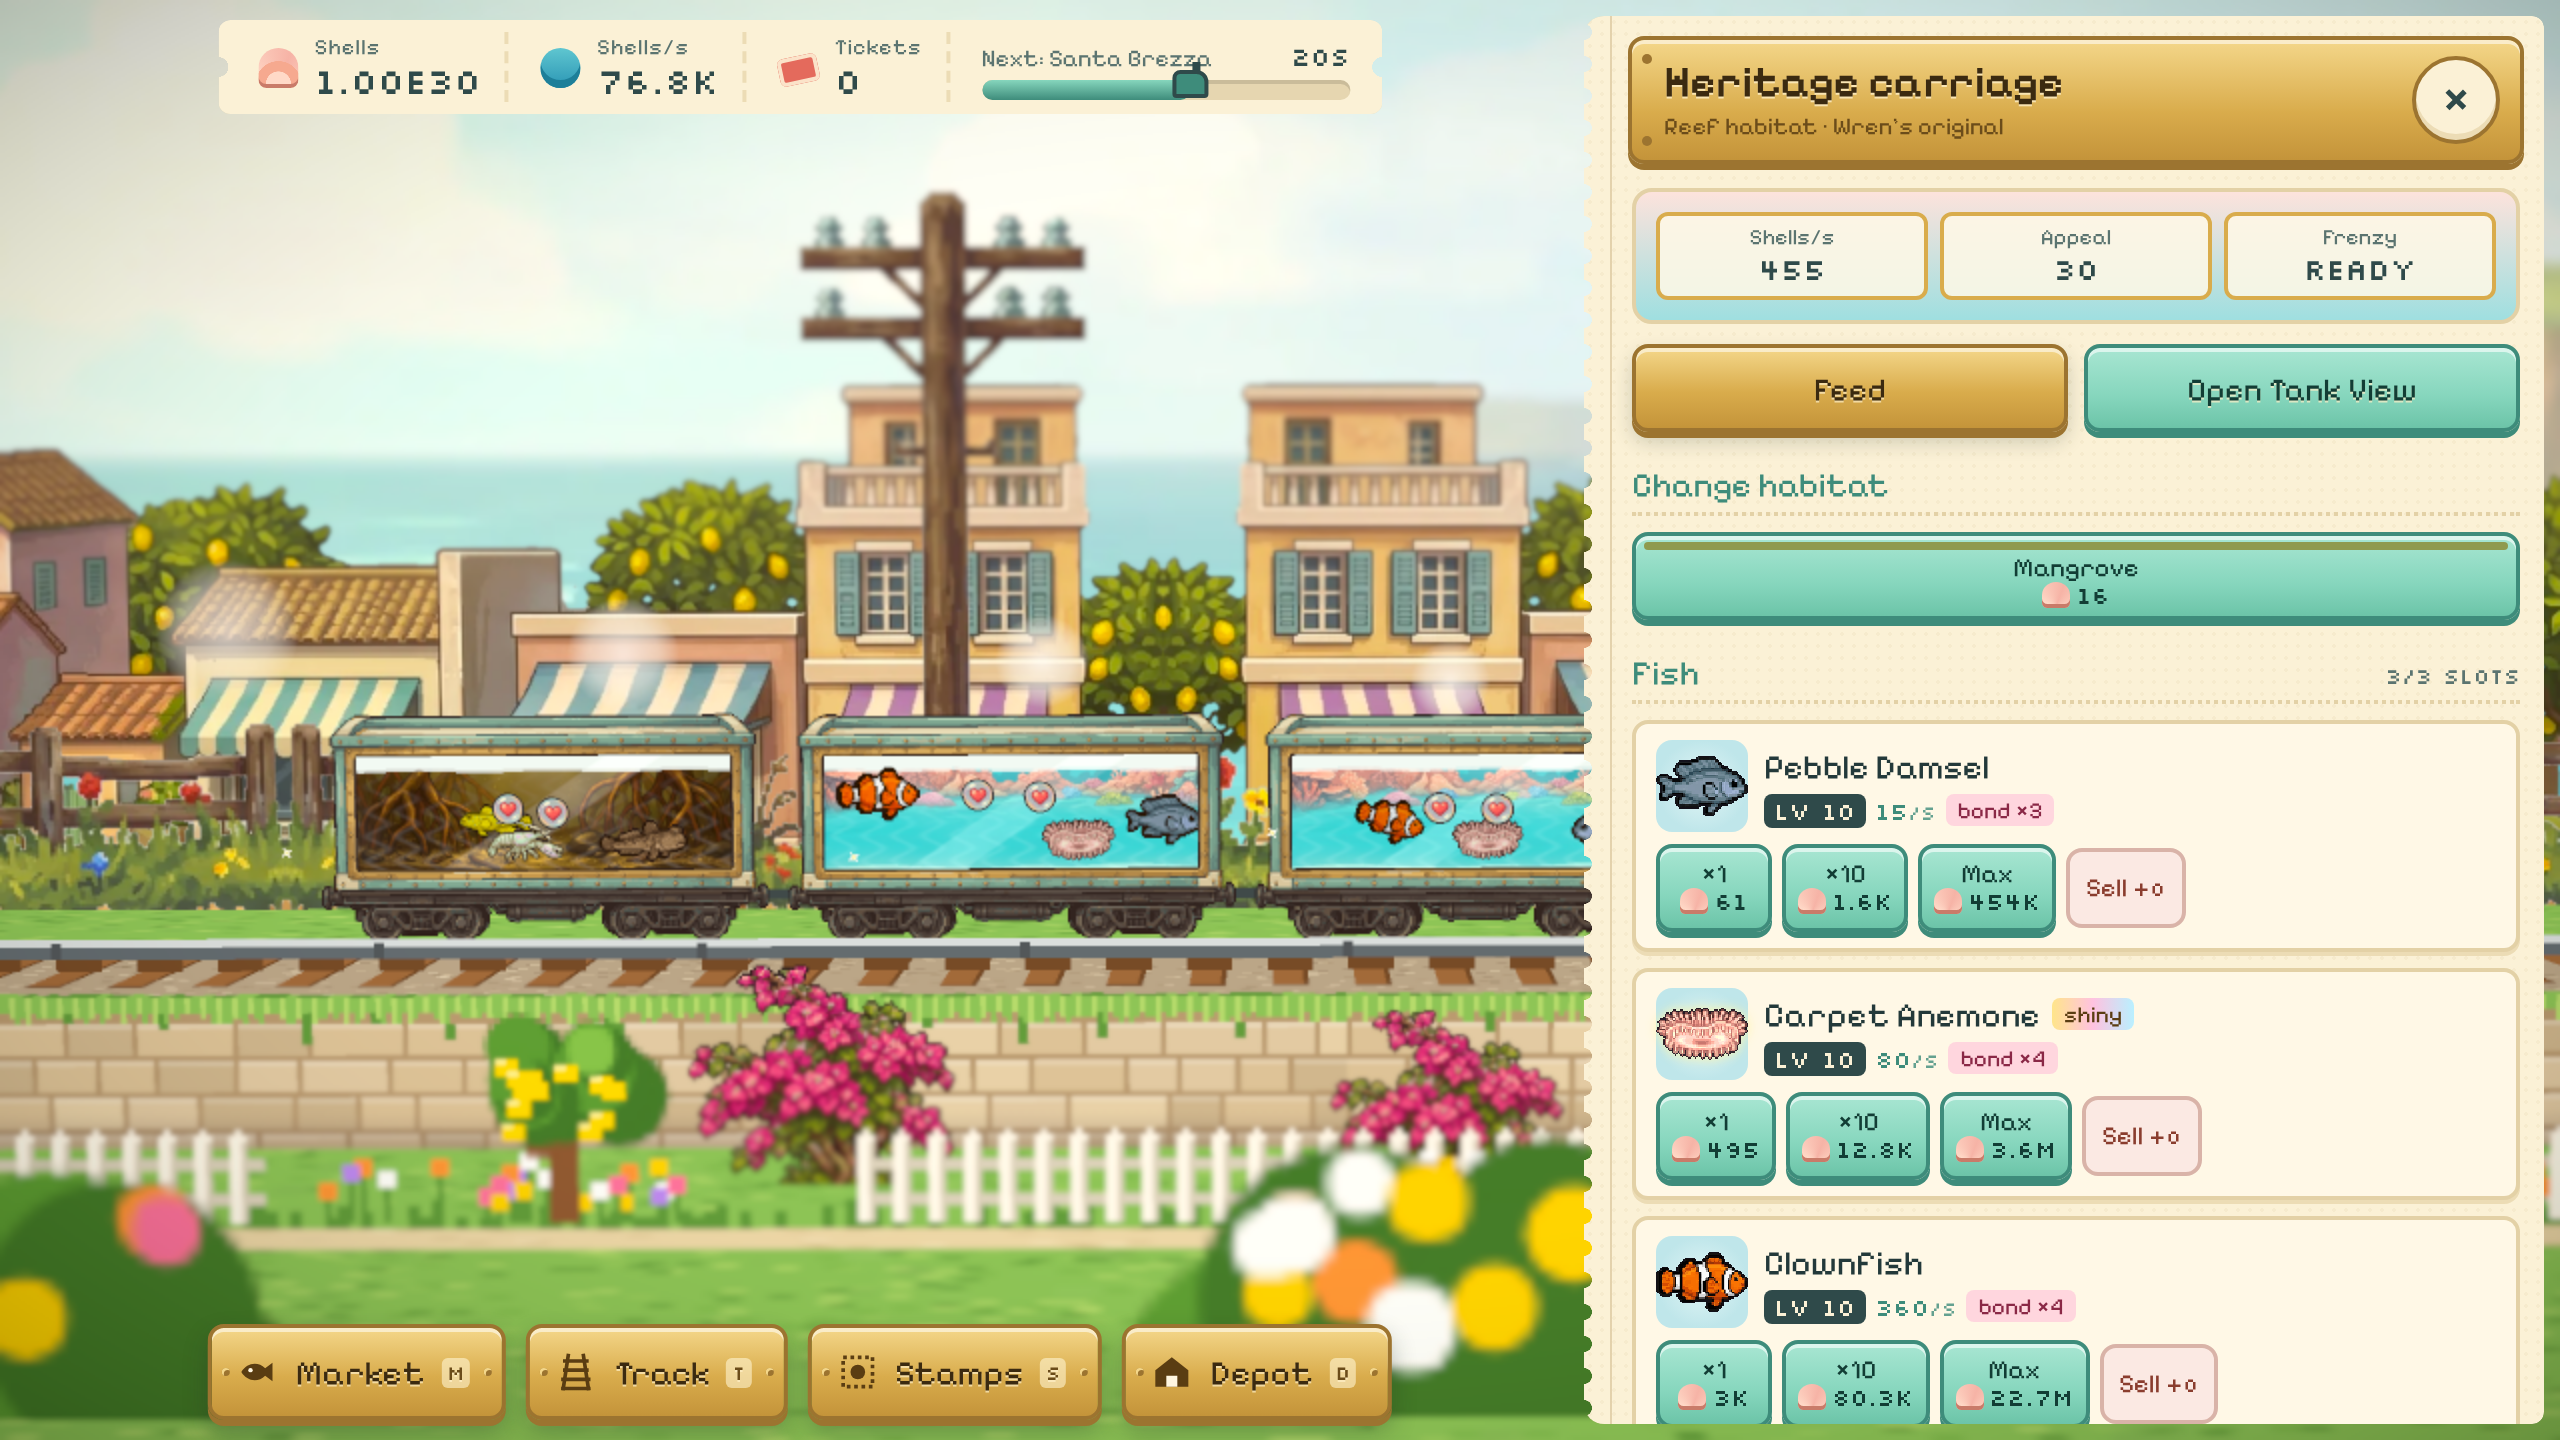 Shells
1.00E30
Shells/s
76.8K
Tickets
0
Next: Santa Brezza
20S
Heritage carriage
Reef habitat · Wren's original
×
Shells/s
455
Appeal
30
Frenzy
READY
Feed
Open Tank View
Change habitat
Mangrove
16
Fish
3/3 SLOTS
Pebble Damsel
LV 10 15/s bond ×3
×1
61
×10
1.6K
Max
454K
Sell +0
Carpet Anemone shiny
LV 10 80/s bond ×4
×1
495
×10
12.8K
Max
3.6M
Sell +0
Clownfish
LV 10 360/s bond ×4
×1
3K
×10
80.3K
Max
22.7M
Sell +0
Market M
Track T
Stamps S
Depot D